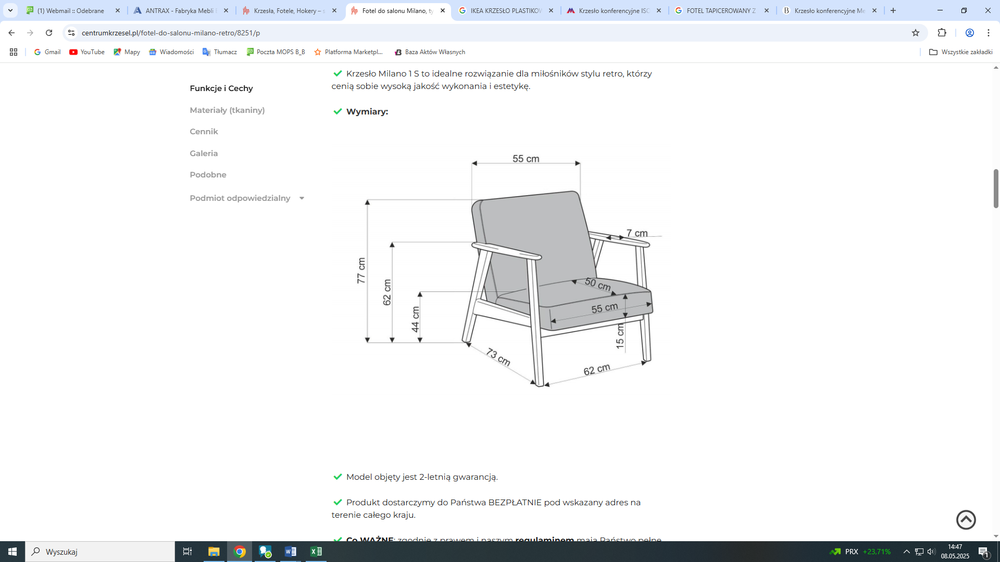 (1) Webmail :: Odebrane
ANTRAX - Fabryka Mebli
Krzesła, Fotele, Hokery – s
Fotel do salonu Milano, ty
IKEA KRZESŁO PLASTIKOW
Krzesło konferencyjne ISO
FOTEL TAPICEROWANY Z
Krzesło konferencyjne Me
centrumkrzesel.pl/fotel-do-salonu-milano-retro/8251/p
Gmail
YouTube
Mapy
Wiadomości
Tłumacz
Poczta MOPS B_B
Platforma Marketpl...
Baza Aktów Własnych
Wszystkie zakładki
Funkcje i Cechy
Materiały (tkaniny)
Cennik
Galeria
Podobne
Podmiot odpowiedzialny
Krzesło Milano 1 S to idealne rozwiązanie dla miłośników stylu retro, którzy
cenią sobie wysoką jakość wykonania i estetykę.
Wymiary:
55 cm
7 cm
77 cm
62 cm
44 cm
50 cm
55 cm
15 cm
73 cm
62 cm
Model objęty jest 2-letnią gwarancją.
Produkt dostarczymy do Państwa BEZPŁATNIE pod wskazany adres na
terenie całego kraju.
Co WAŻNE: zgodnie z prawem i naszym regulaminem mają Państwo pełne
Wyszukaj
PRX +23,71%
14:47
08.05.2025
1